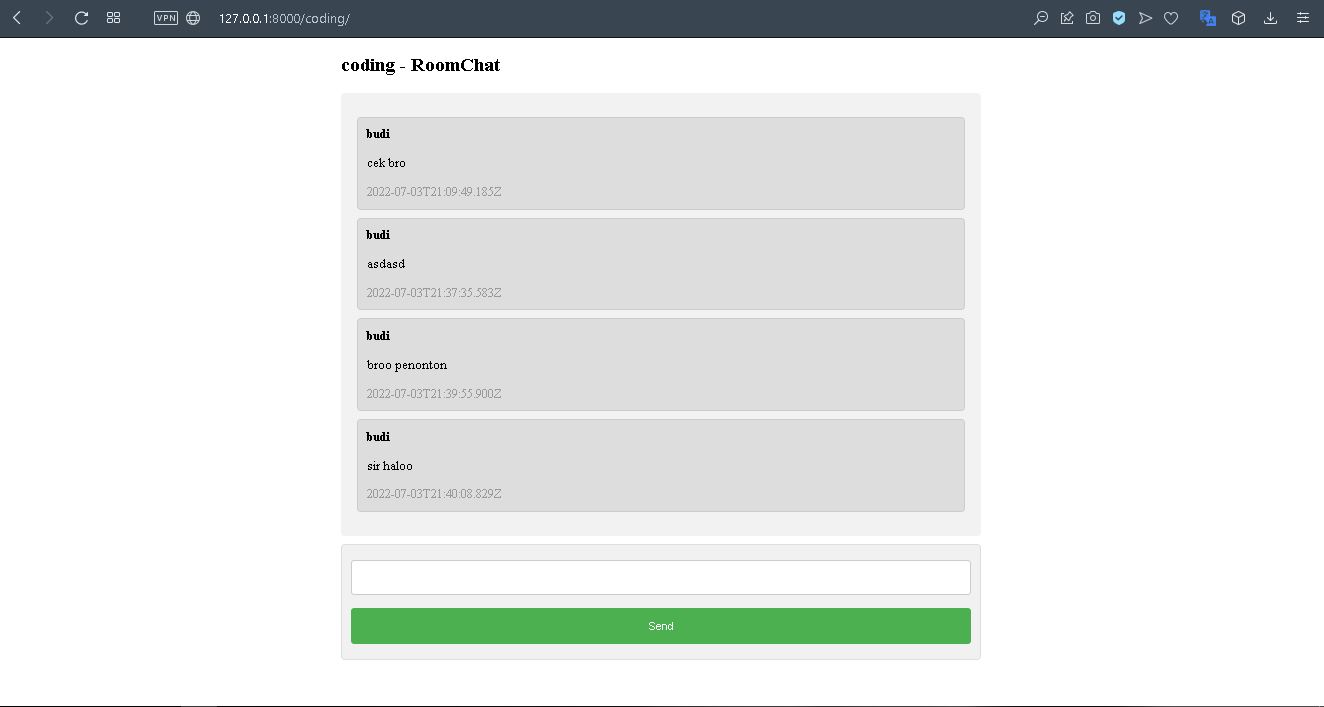 VPN
127.0.0.1:8000/coding/
coding - RoomChat
budi
cek bro
2022-07-03T21:09:49.185Z
budi
asdasd
2022-07-03T21:37:35.583Z
budi
broo penonton
2022-07-03T21:39:55.900Z
budi
sir haloo
2022-07-03T21:40:08.829Z
Send